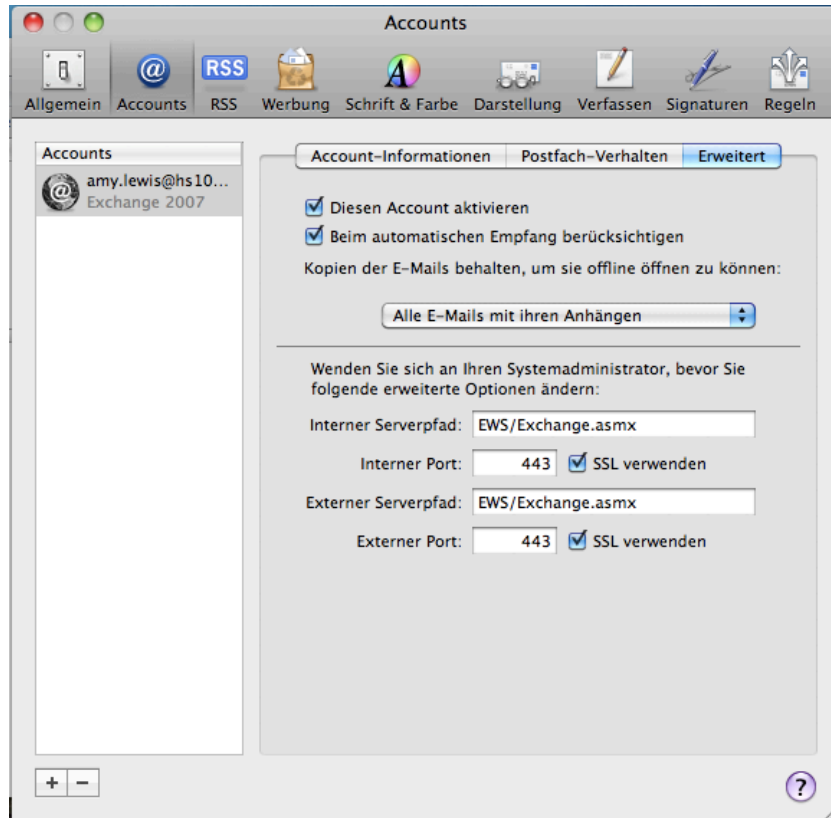 Accounts
RSS
Allgemein Accounts RSS Werbung Schrift & Farbe Darstellung Verfassen Signaturen Regeln
Accounts
amy.lewis@hs10...
Exchange 2007
Account-Informationen Postfach-Verhalten Erweitert
Diesen Account aktivieren
Beim automatischen Empfang berücksichtigen
Kopien der E-Mails behalten, um sie offline öffnen zu können:
Alle E-Mails mit ihren Anhängen
Wenden Sie sich an Ihren Systemadministrator, bevor Sie
folgende erweiterte Optionen ändern:
Interner Serverpfad: EWS/Exchange.asmx
Interner Port: 443 SSL verwenden
Externer Serverpfad: EWS/Exchange.asmx
Externer Port: 443 SSL verwenden
+ − ?